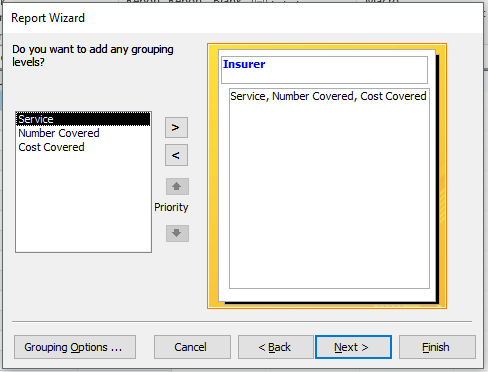 Report Wizard
Do you want to add any grouping
levels?
Service
Number Covered
Cost Covered
>
<
Priority
Insurer
Service, Number Covered, Cost Covered
Grouping Options ...
Cancel
< Back
Next >
Finish